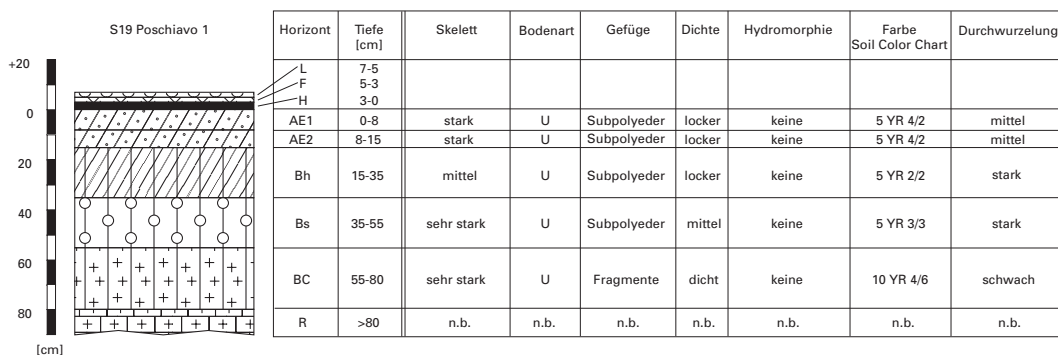 S19 Poschiavo 1
Horizont Tiefe [cm] Skelett Bodenart Gefüge Dichte Hydromorphie Farbe Soil Color Chart Durchwurzelung
+20
L 7-5
F 5-3
H 3-0
0
AE1 0-8 stark U Subpolyeder locker keine 5 YR 4/2 mittel
AE2 8-15 stark U Subpolyeder locker keine 5 YR 4/2 mittel
20
Bh 15-35 mittel U Subpolyeder locker keine 5 YR 2/2 stark
40
Bs 35-55 sehr stark U Subpolyeder mittel keine 5 YR 3/3 stark
60
BC 55-80 sehr stark U Fragmente dicht keine 10 YR 4/6 schwach
80
R >80 n.b. n.b. n.b. n.b. n.b. n.b. n.b.
[cm]